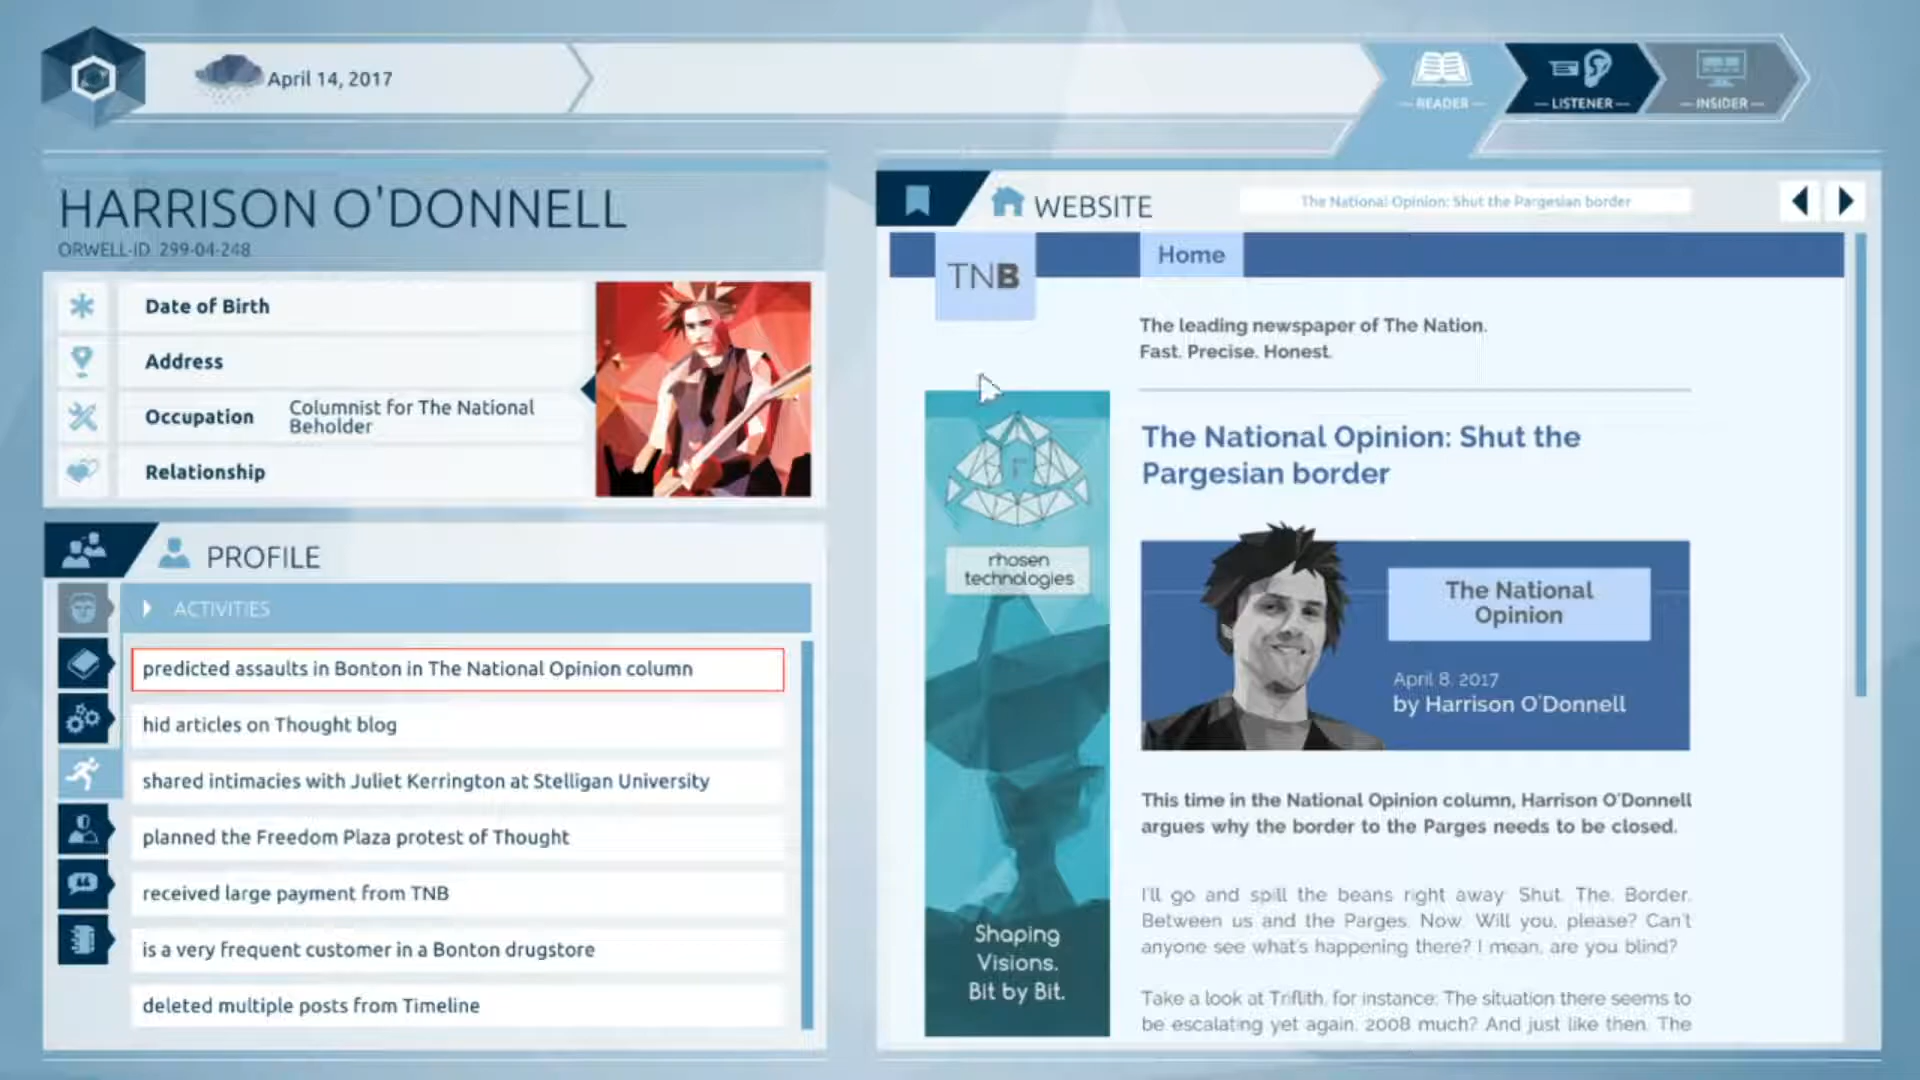 April 14, 2017
READER
LISTENER
INSIDER
HARRISON O'DONNELL
ORWELL-ID 299-04-248
Date of Birth
Address
Occupation
Columnist for The National
Beholder
Relationship
PROFILE
ACTIVITIES
predicted assaults in Bonton in The National Opinion column
hid articles on Thought blog
shared intimacies with Juliet Kerrington at Stelligan University
planned the Freedom Plaza protest of Thought
received large payment from TNB
is a very frequent customer in a Bonton drugstore
deleted multiple posts from Timeline
WEBSITE
The National Opinion: Shut the Pargesian border
TNB
Home
The leading newspaper of The Nation.
Fast. Precise. Honest.
rhosen
technologies
Shaping
Visions.
Bit by Bit.
The National Opinion: Shut the
Pargesian border
The National
Opinion
April 8, 2017
by Harrison O'Donnell
This time in the National Opinion column, Harrison O'Donnell
argues why the border to the Parges needs to be closed.
I'll go and spill the beans right away: Shut. The. Border.
Between us and the Parges. Now. Will you, please? Can't
anyone see what's happening there? I mean, are you blind?
Take a look at Triflith, for instance: The situation there seems to
be escalating yet again. 2008 much? And just like then. The